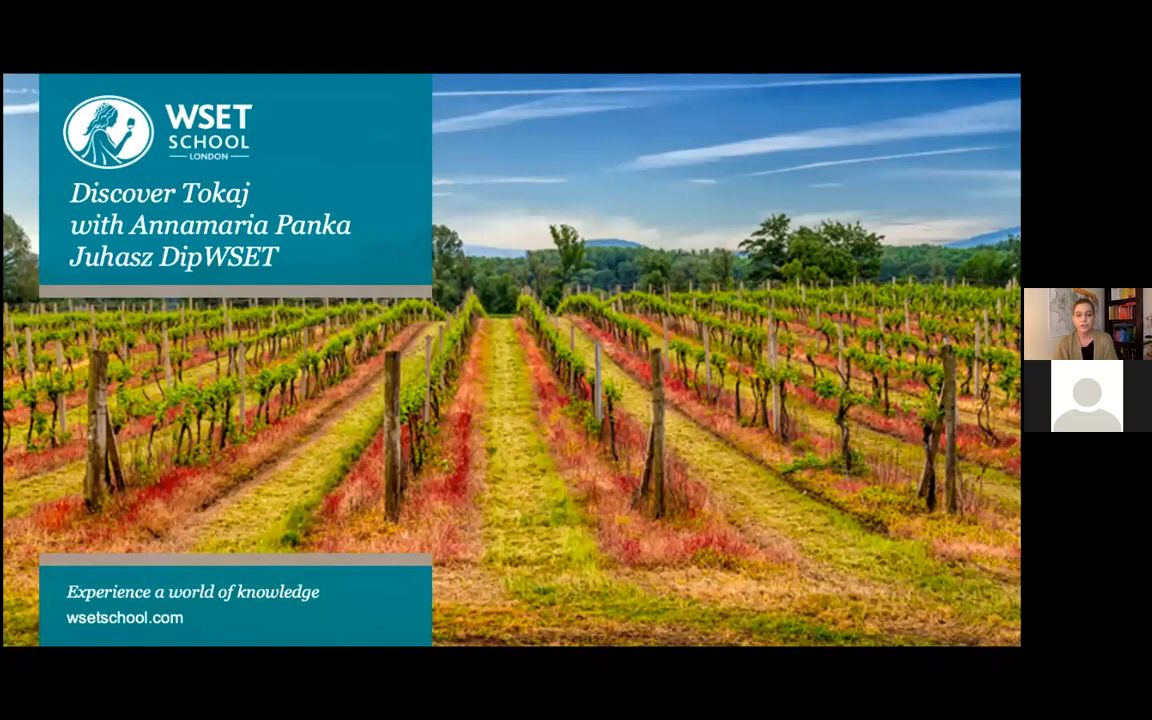 WSET
SCHOOL
LONDON
Discover Tokaj
with Annamaria Panka
Juhasz DipWSET
Experience a world of knowledge
wsetschool.com